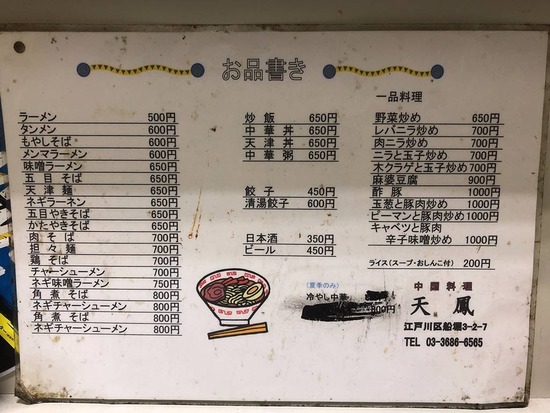 お品書き
ラーメン 500円
タンメン 600円
もやしそば 600円
メンマラーメン 600円
味噌ラーメン 650円
五目そば 650円
天津麺 650円
ネギラーネン 650円
五目やきそば 650円
かたやきそば 650円
肉そば 700円
担々麺 700円
鶏そば 700円
チャーシューメン 700円
ネギ味噌ラーメン 750円
角煮そば 800円
ネギチャーシューメン 800円
角煮そば 800円
ネギチャーシューメン 800円
炒飯 650円
中華丼 650円
天津丼 650円
中華粥 650円
餃子 450円
清湯餃子 600円
日本酒 350円
ビール 450円
一品料理
野菜炒め 650円
レバニラ炒め 700円
肉ニラ炒め 700円
ニラと玉子炒め 700円
木クラゲと玉子炒め 700円
麻婆豆腐 900円
酢豚 1000円
玉葱と豚肉炒め 1000円
ピーマンと豚肉炒め 1000円
キャベツと豚肉
辛子味噌炒め 1000円
ライス(スープ・おしんこ付) 200円
(夏季のみ)
冷やし中華
800円
中國料理
天鳳
江戸川区船堀3-2-7
TEL 03-3686-6565